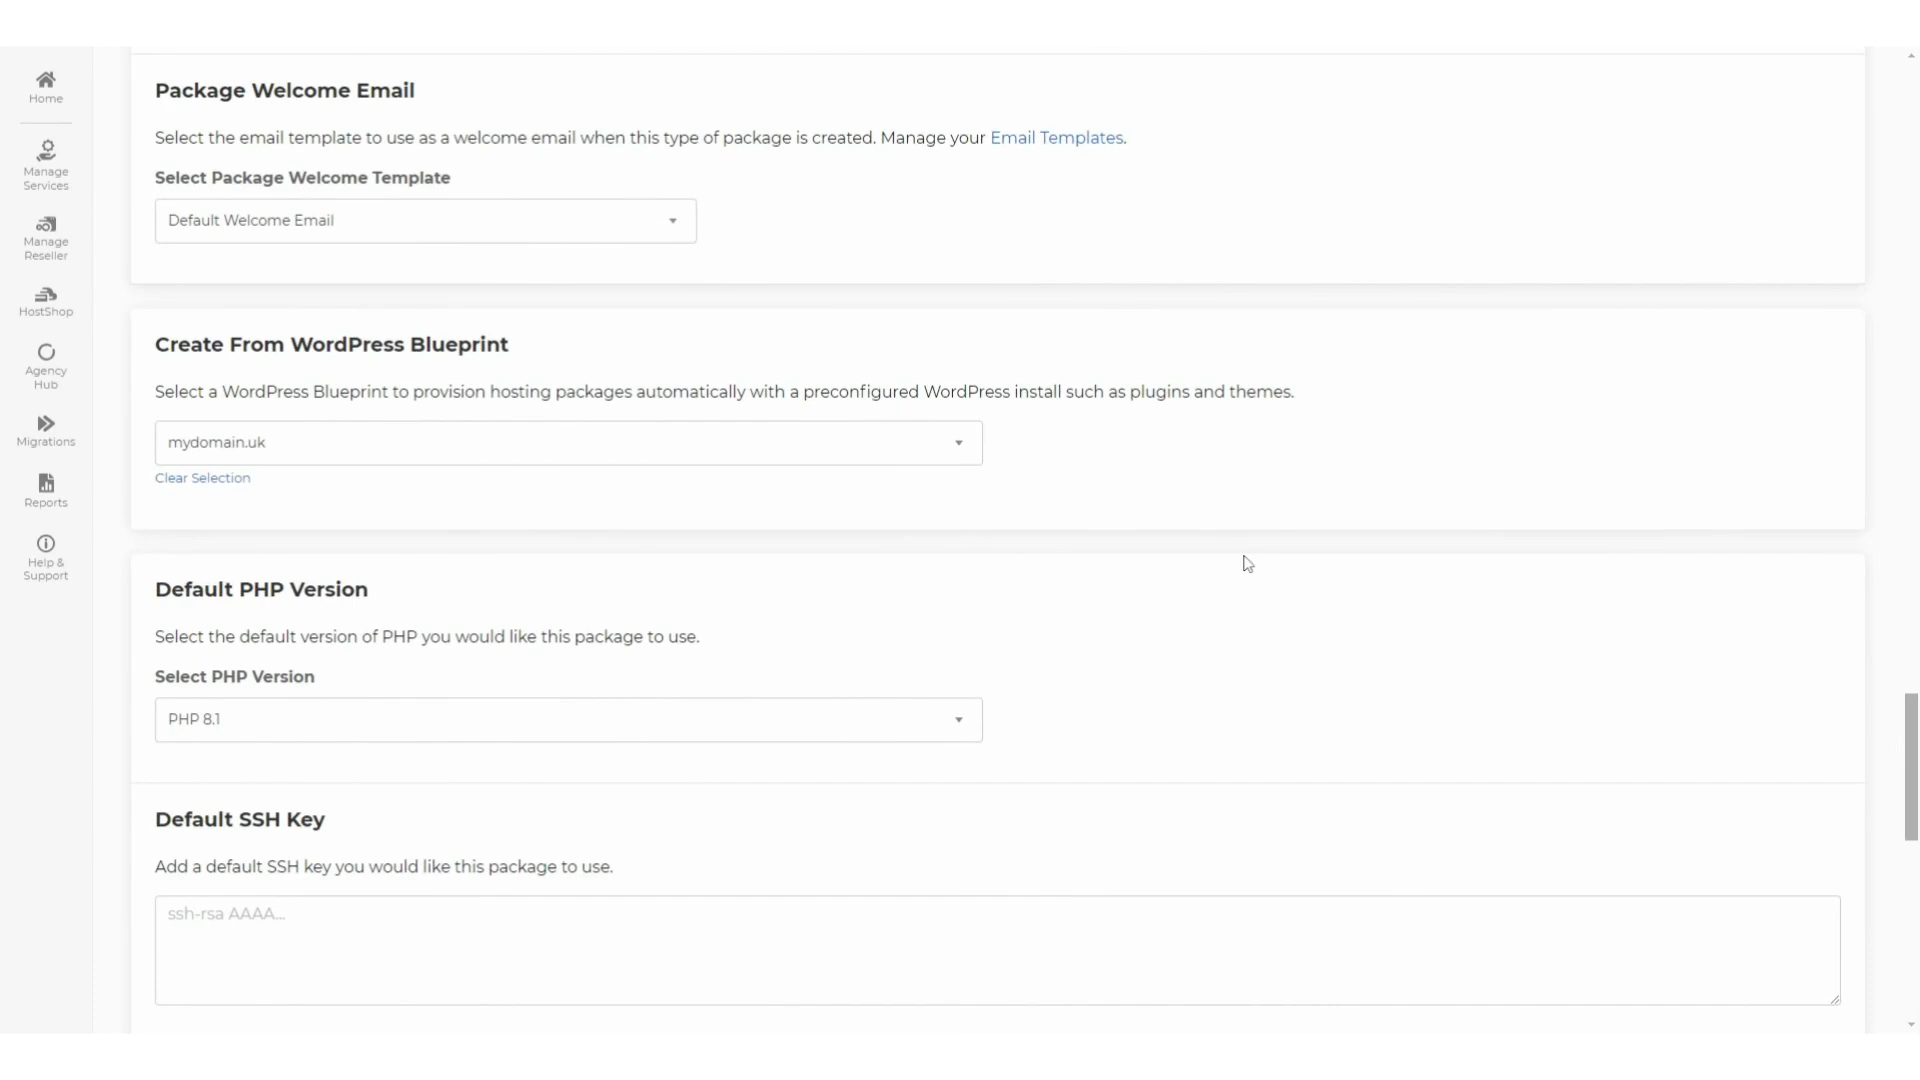 Home
Manage
Services
Manage
Reseller
HostShop
Agency
Hub
Migrations
Reports
Help &
Support
Package Welcome Email
Select the email template to use as a welcome email when this type of package is created. Manage your Email Templates.
Select Package Welcome Template
Default Welcome Email
Create From WordPress Blueprint
Select a WordPress Blueprint to provision hosting packages automatically with a preconfigured WordPress install such as plugins and themes.
mydomain.uk
Clear Selection
Default PHP Version
Select the default version of PHP you would like this package to use.
Select PHP Version
PHP 8.1
Default SSH Key
Add a default SSH key you would like this package to use.
ssh-rsa AAAA...